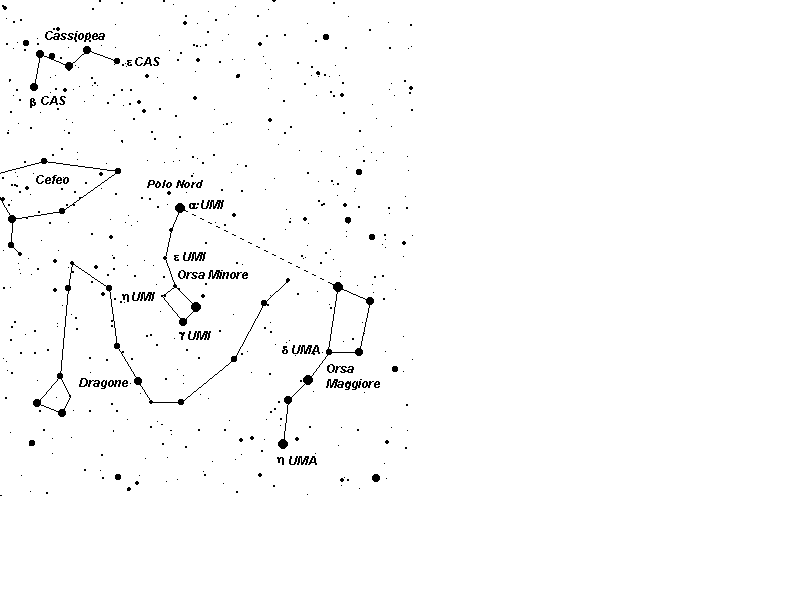 Cassiopea
ε CAS
β CAS
Cefeo
Polo Nord
α UMI
ε UMI
Orsa Minore
η UMI
γ UMI
δ UMA
Orsa
Maggiore
Dragone
η UMA